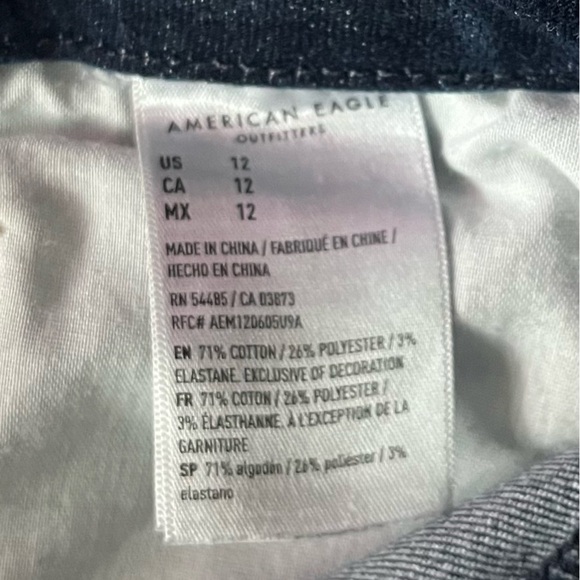 AMERICAN EAGLE
OUTFITTERS
US 12
CA 12
MX 12
MADE IN CHINA / FABRIQUÉ EN CHINE /
HECHO EN CHINA
RN 54485 / CA 03873
RFC# AEM120605U9A
EN 71% COTTON / 26% POLYESTER / 3%
ELASTANE. EXCLUSIVE OF DECORATION
FR 71% COTON / 26% POLYESTER /
3% ÉLASTHANNE. À L'EXCEPTION DE LA
GARNITURE
SP 71% algodón / 26% poliéster / 3%
elastano